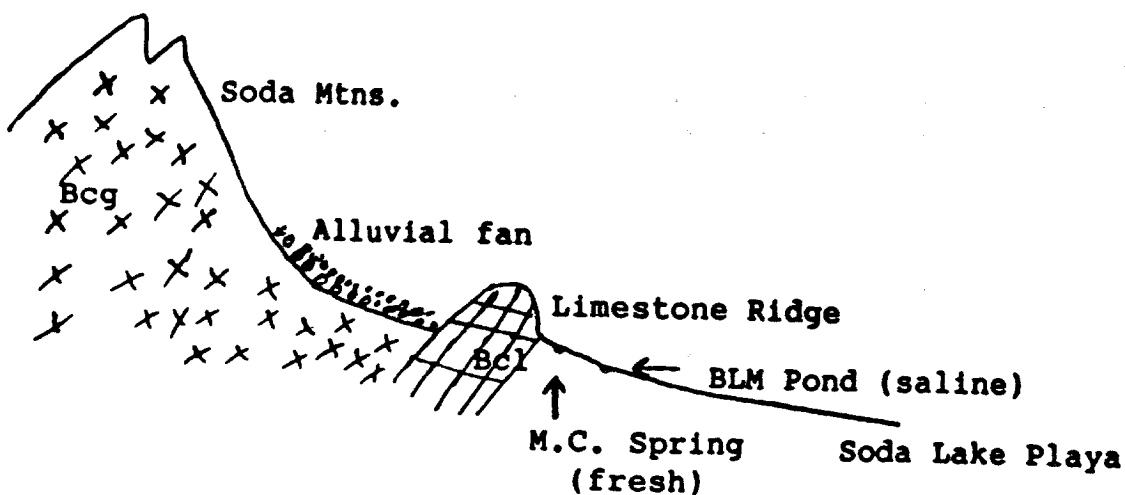 Soda Mtns.
Bcg
Alluvial fan
Limestone Ridge
Bcl
BLM Pond (saline)
M.C. Spring
(fresh)
Soda Lake Playa